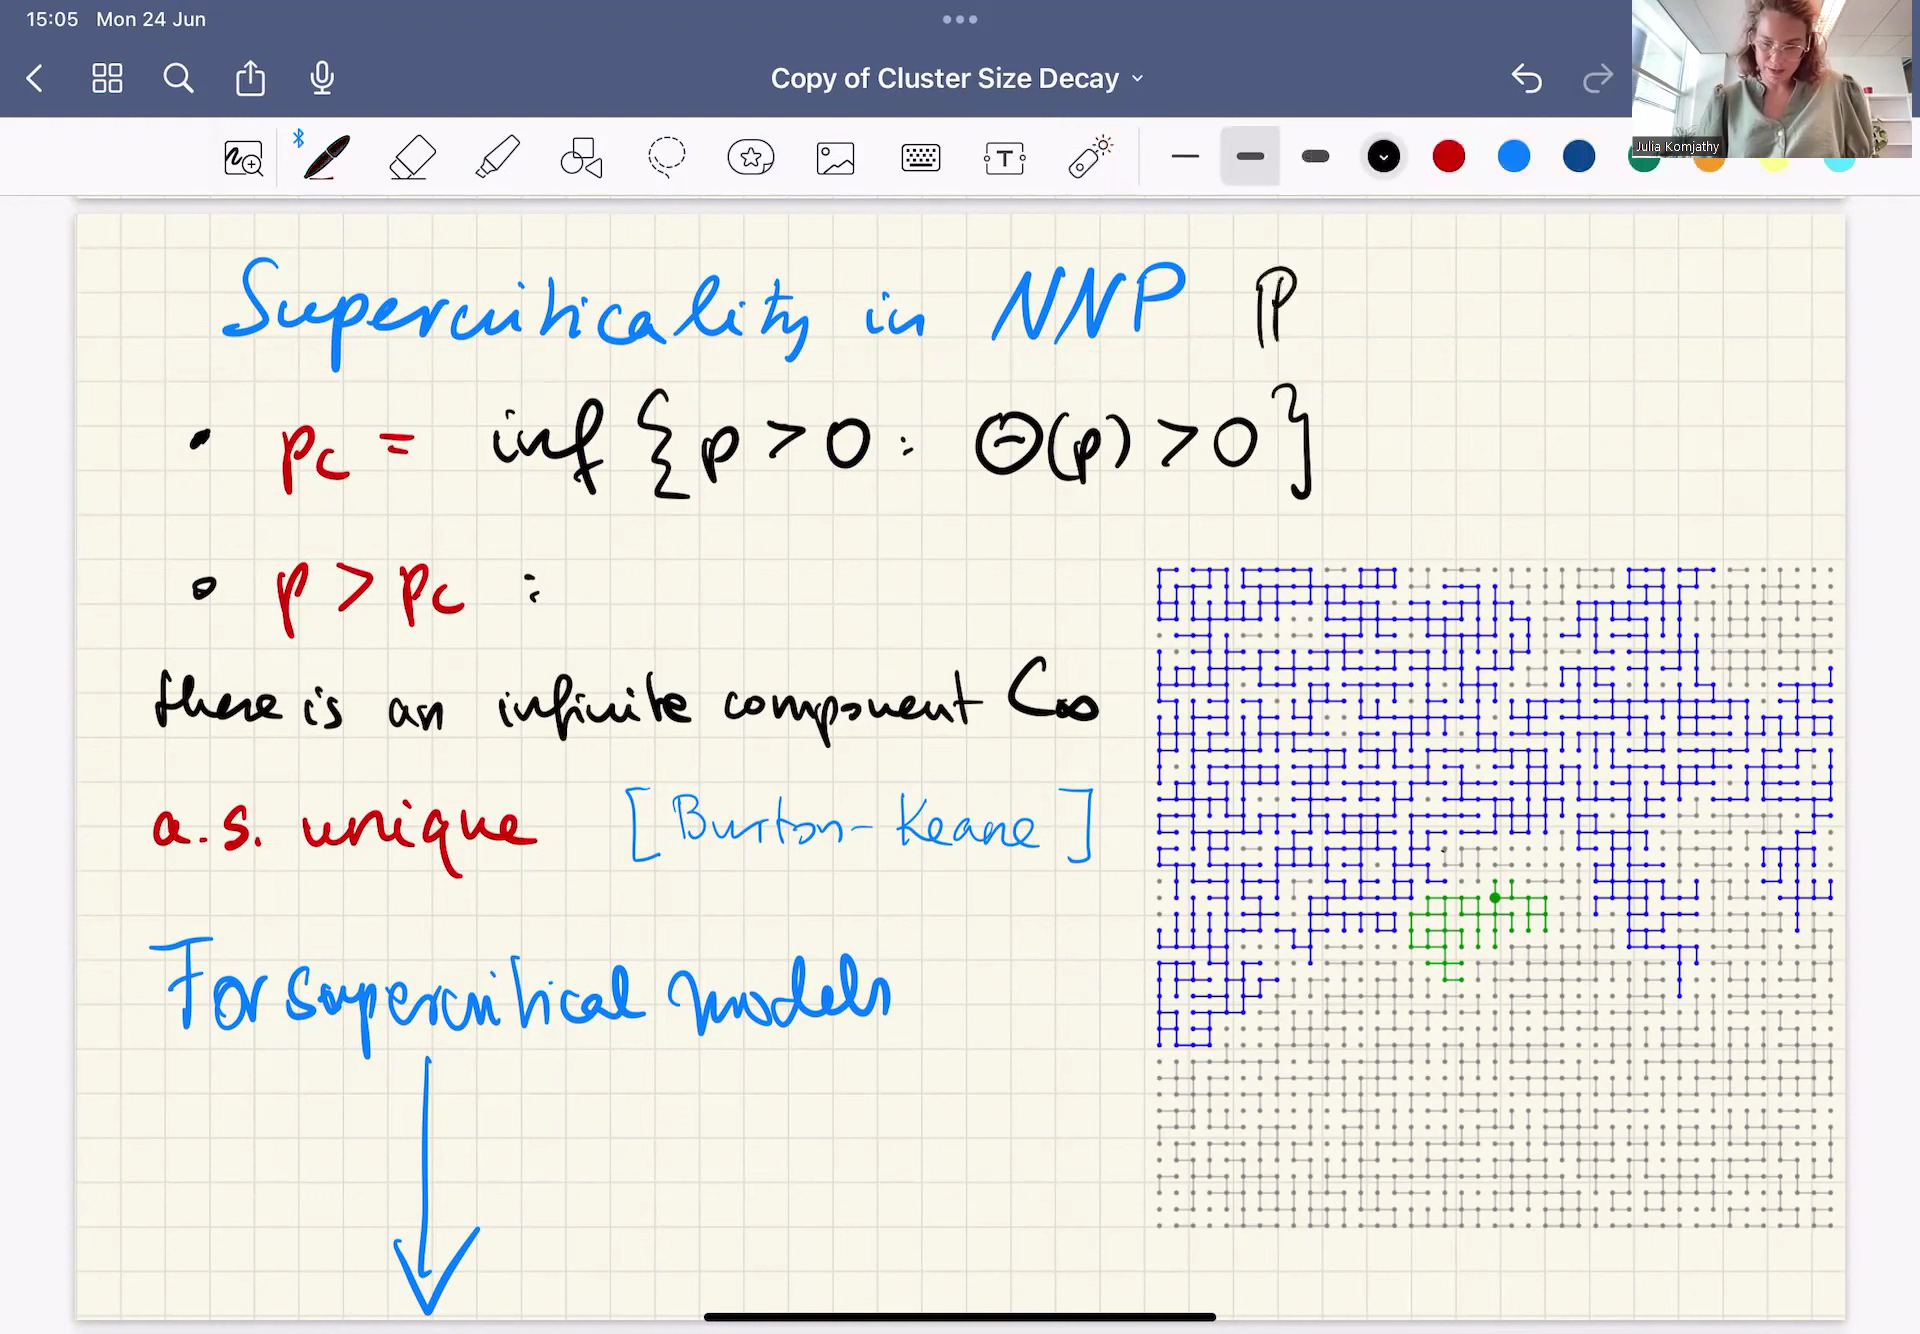 15:05 Mon 24 Jun
Copy of Cluster Size Decay
Julia Komjathy
T
Supercriticality in NNP ℙ
• pc = inf { p > 0 : Θ(p) > 0 }
• p > pc :
there is an infinite component C∞
a.s. unique [Burton-Keane]
For supercritical models